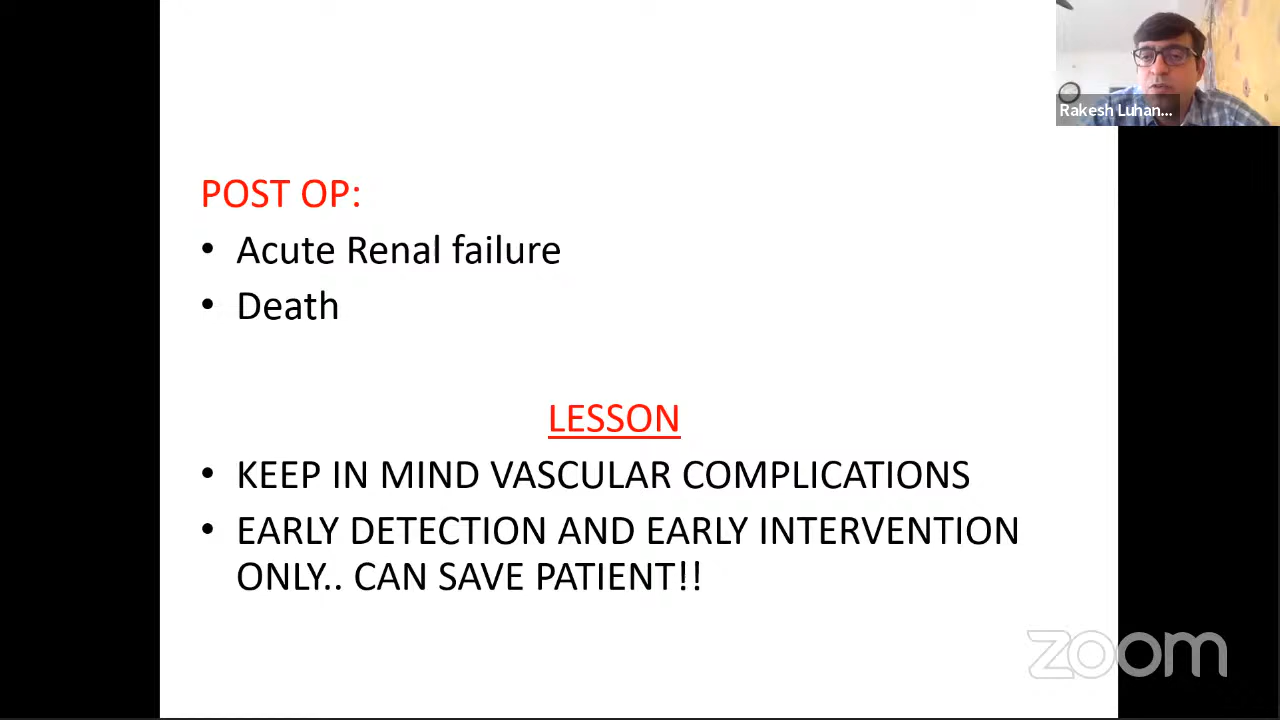 Rakesh Luhan...
POST OP:
• Acute Renal failure
• Death
LESSON
• KEEP IN MIND VASCULAR COMPLICATIONS
• EARLY DETECTION AND EARLY INTERVENTION
ONLY.. CAN SAVE PATIENT!!
zoom